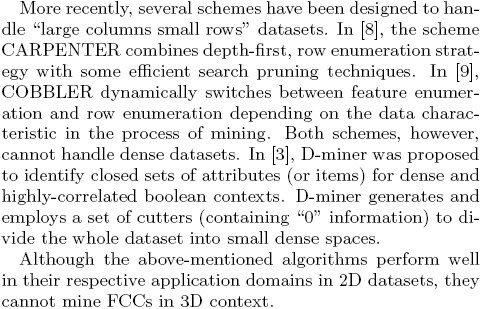 More recently, several schemes have been designed to han-
dle “large columns small rows” datasets. In [8], the scheme
CARPENTER combines depth-first, row enumeration strat-
egy with some efficient search pruning techniques. In [9],
COBBLER dynamically switches between feature enumer-
ation and row enumeration depending on the data charac-
teristic in the process of mining. Both schemes, however,
cannot handle dense datasets. In [3], D-miner was proposed
to identify closed sets of attributes (or items) for dense and
highly-correlated boolean contexts. D-miner generates and
employs a set of cutters (containing “0” information) to di-
vide the whole dataset into small dense spaces.
Although the above-mentioned algorithms perform well
in their respective application domains in 2D datasets, they
cannot mine FCCs in 3D context.